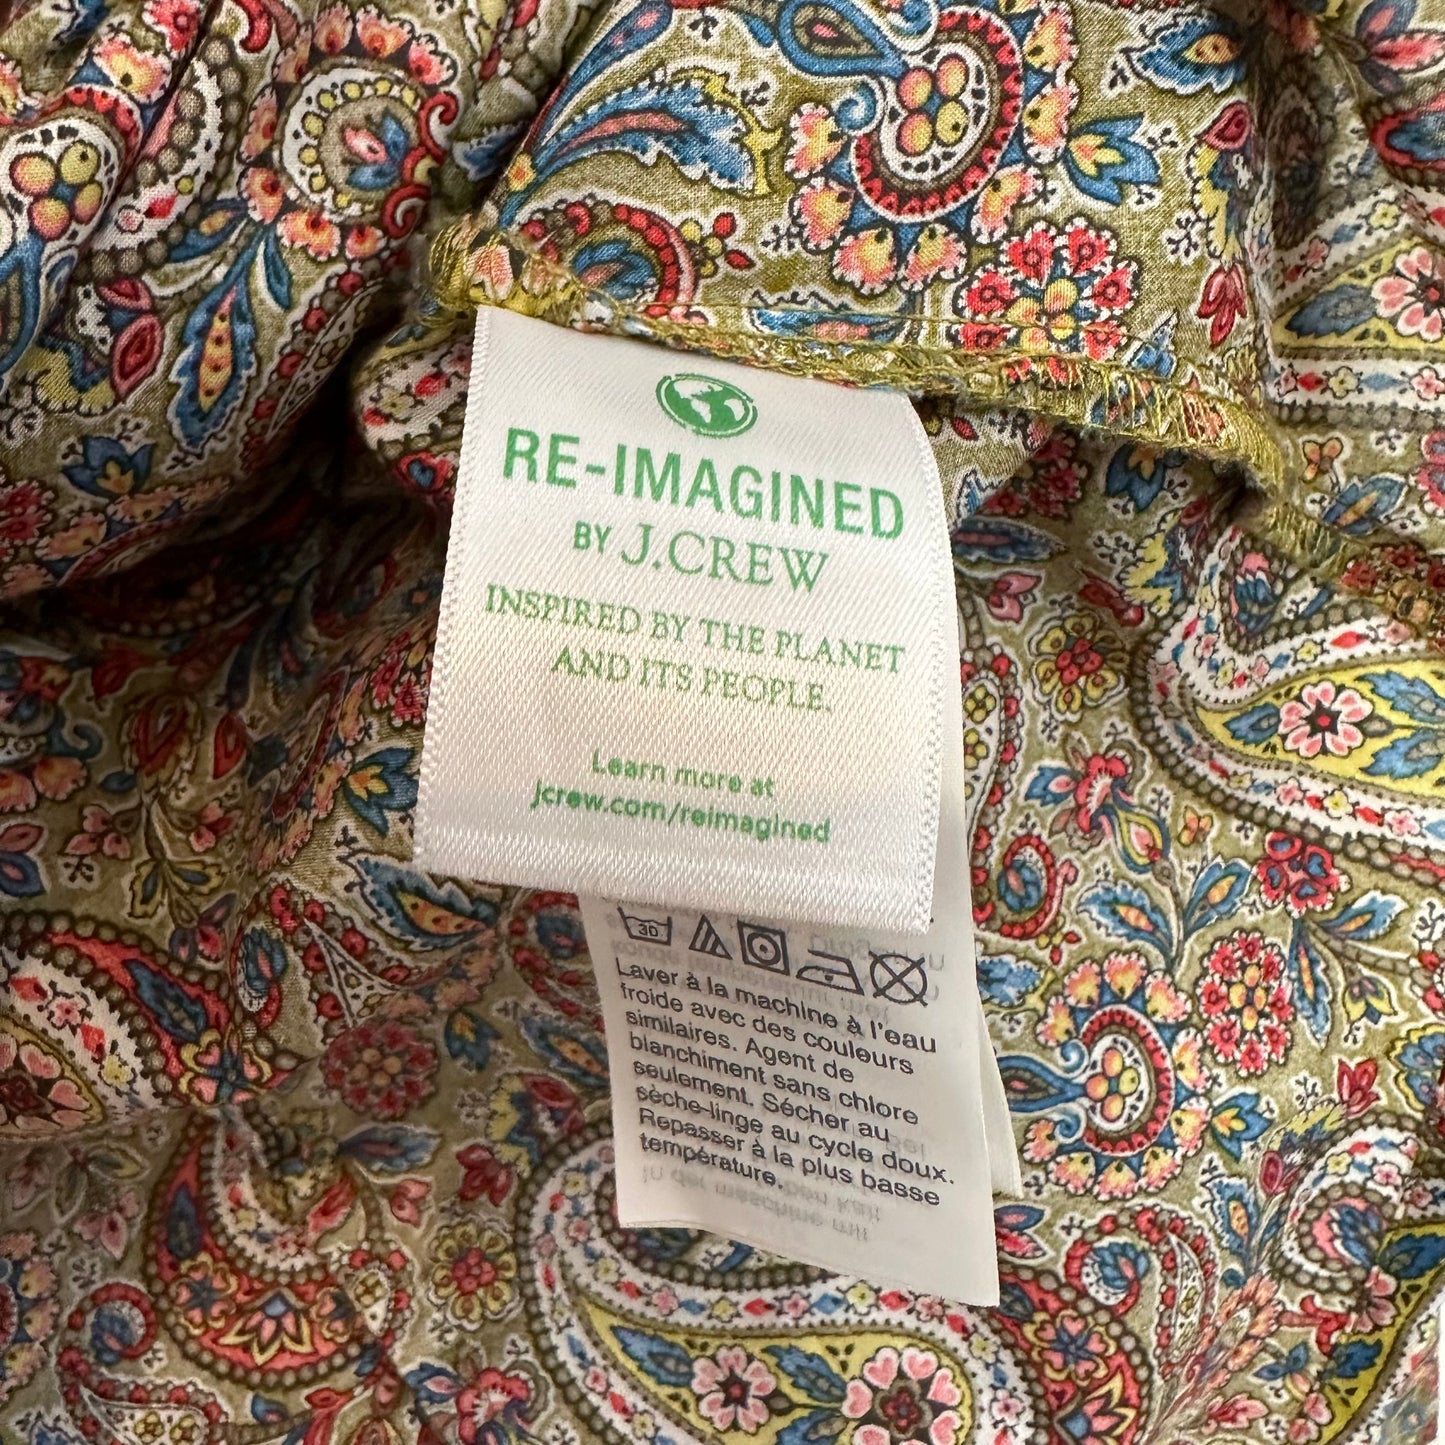 RE-IMAGINED
BY J.CREW
INSPIRED BY THE PLANET
AND ITS PEOPLE.
Learn more at
jcrew.com/reimagined
30
Laver à la machine à l'eau
froide avec des couleurs
similaires. Agent de
blanchiment sans chlore
seulement. Sécher au
sèche-linge au cycle doux.
Repasser à la plus basse
température.